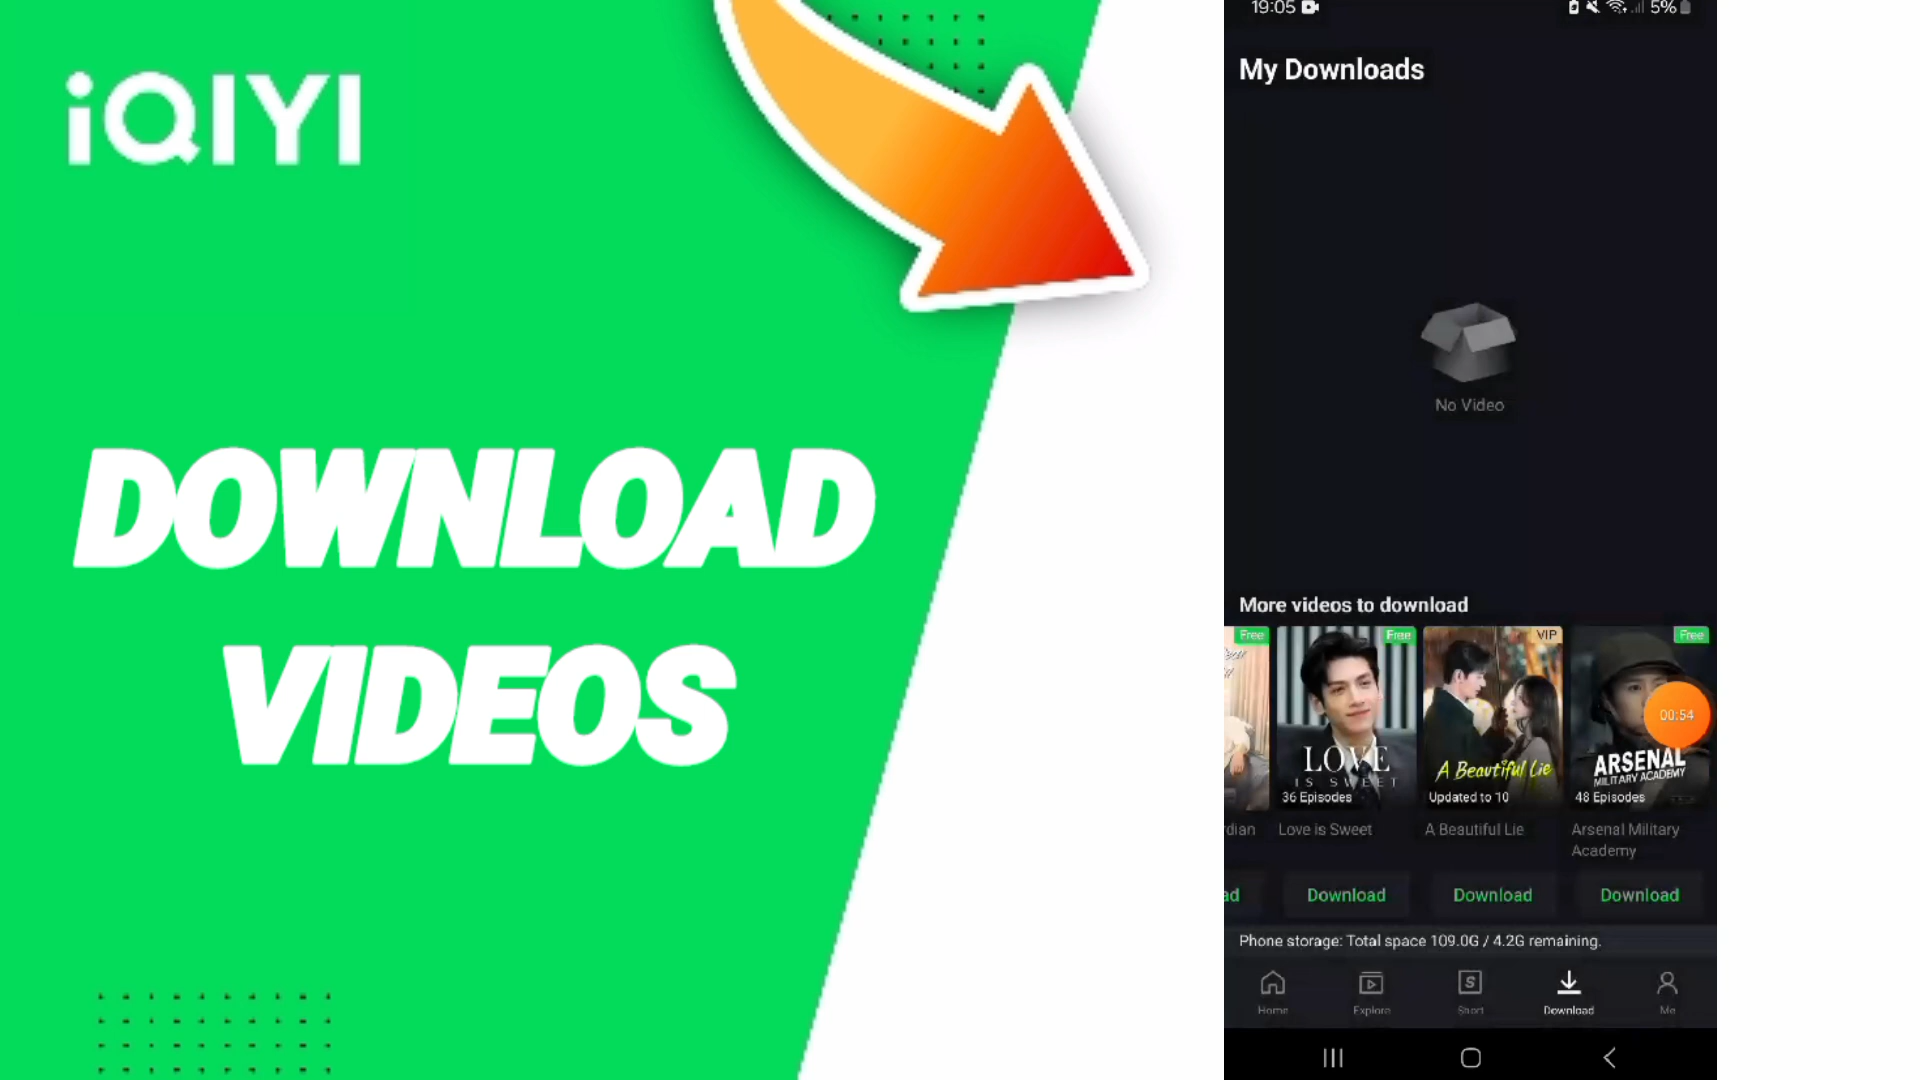 iQIYI
DOWNLOAD
VIDEOS
19:05
5%
My Downloads
No Video
More videos to download
Free
Free
VIP
Free
00:54
LOVE
IS SWEET
A Beautiful Lie
ARSENAL
MILITARY ACADEMY
36 Episodes
Updated to 10
48 Episodes
dian
Love is Sweet
A Beautiful Lie
Arsenal Military
Academy
ad
Download
Download
Download
Phone storage: Total space 109.0G / 4.2G remaining.
Home
Explore
Short
Download
Me